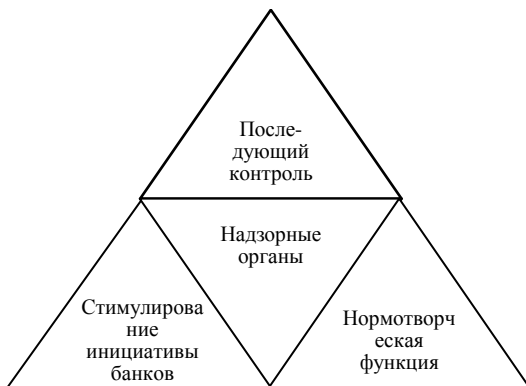 После-
дующий
контроль
Надзорные
органы
Стимулирова
ние
инициативы
банков
Нормотворч
еская
функция